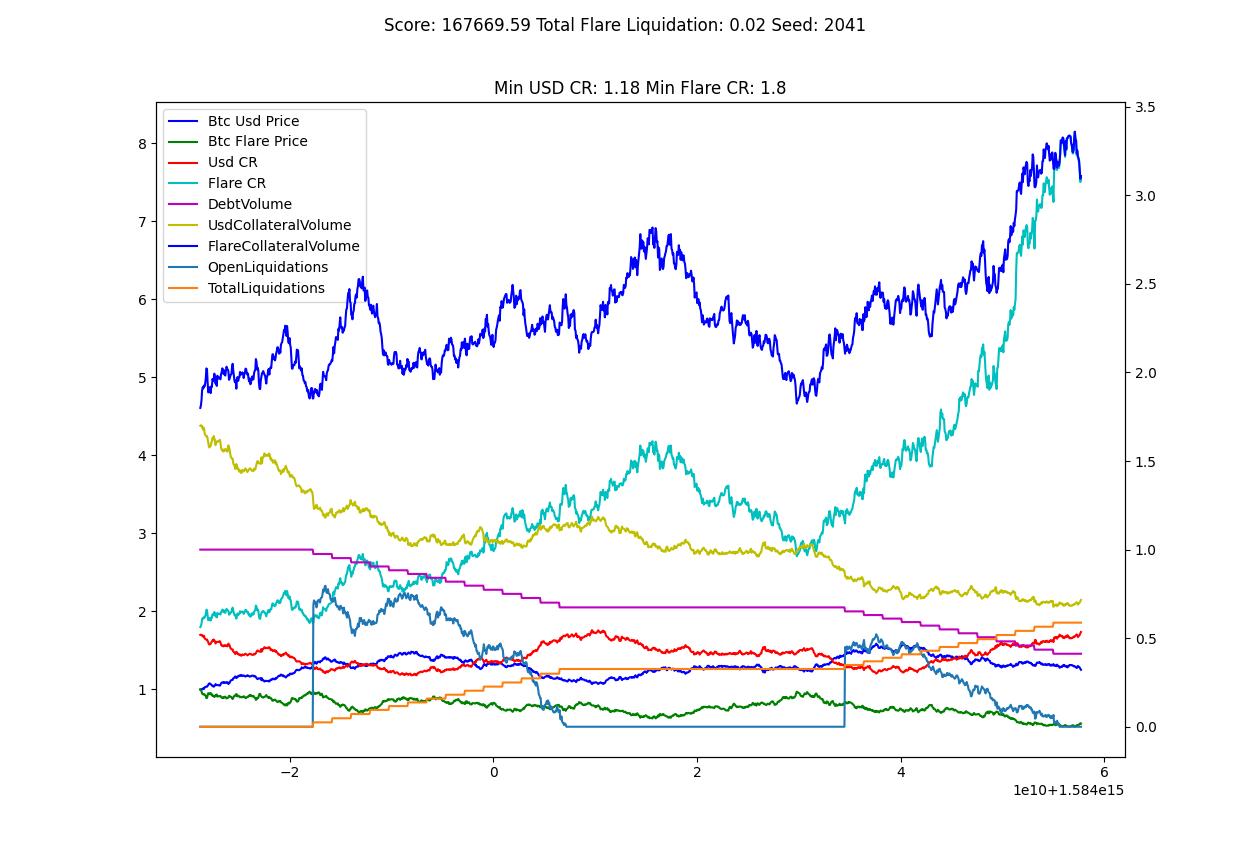 Score: 167669.59 Total Flare Liquidation: 0.02 Seed: 2041
Min USD CR: 1.18 Min Flare CR: 1.8
Btc Usd Price
Btc Flare Price
Usd CR
Flare CR
DebtVolume
UsdCollateralVolume
FlareCollateralVolume
OpenLiquidations
TotalLiquidations
8
7
6
5
4
3
2
1
3.5
3.0
2.5
2.0
1.5
1.0
0.5
0.0
−2 0 2 4 6
1e10+1.584e15